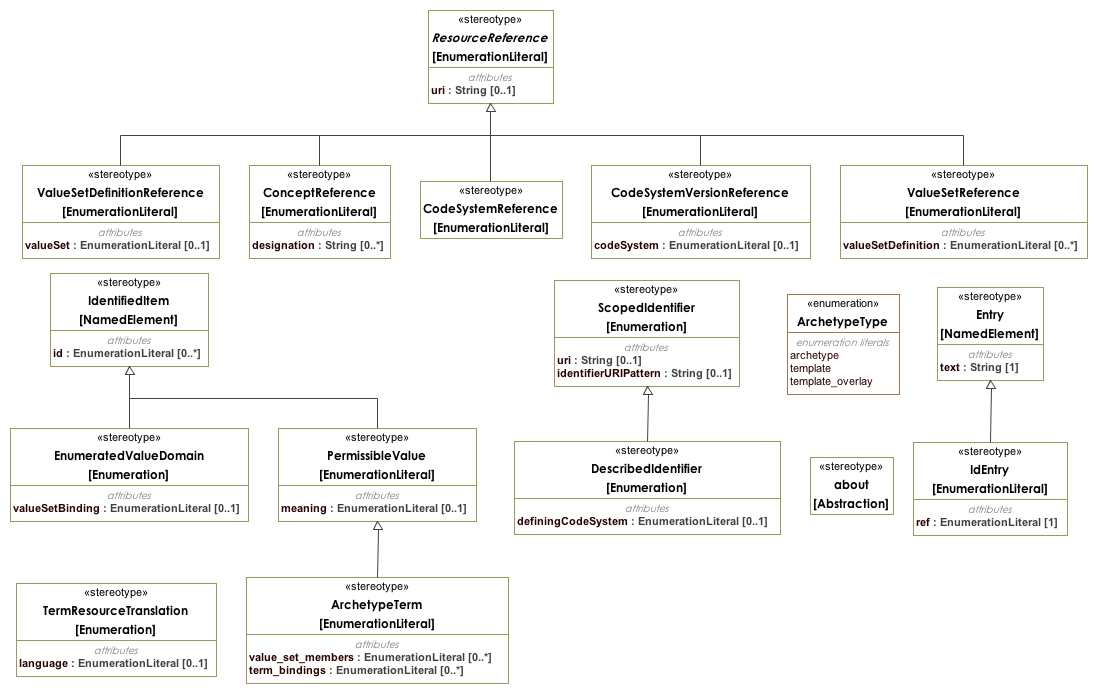 «stereotype»
ResourceReference
[EnumerationLiteral]
attributes
uri : String [0..1]
«stereotype»
ValueSetDefinitionReference
[EnumerationLiteral]
attributes
valueSet : EnumerationLiteral [0..1]
«stereotype»
ConceptReference
[EnumerationLiteral]
attributes
designation : String [0..*]
«stereotype»
CodeSystemReference
[EnumerationLiteral]
«stereotype»
CodeSystemVersionReference
[EnumerationLiteral]
attributes
codeSystem : EnumerationLiteral [0..1]
«stereotype»
ValueSetReference
[EnumerationLiteral]
attributes
valueSetDefinition : EnumerationLiteral [0..*]
«stereotype»
IdentifiedItem
[NamedElement]
attributes
id : EnumerationLiteral [0..*]
«stereotype»
ScopedIdentifier
[Enumeration]
attributes
uri : String [0..1]
identifierURIPattern : String [0..1]
«enumeration»
ArchetypeType
enumeration literals
archetype
template
template_overlay
«stereotype»
Entry
[NamedElement]
attributes
text : String [1]
«stereotype»
EnumeratedValueDomain
[Enumeration]
attributes
valueSetBinding : EnumerationLiteral [0..1]
«stereotype»
PermissibleValue
[EnumerationLiteral]
attributes
meaning : EnumerationLiteral [0..1]
«stereotype»
DescribedIdentifier
[Enumeration]
attributes
definingCodeSystem : EnumerationLiteral [0..1]
«stereotype»
about
[Abstraction]
«stereotype»
IdEntry
[EnumerationLiteral]
attributes
ref : EnumerationLiteral [1]
«stereotype»
TermResourceTranslation
[Enumeration]
attributes
language : EnumerationLiteral [0..1]
«stereotype»
ArchetypeTerm
[EnumerationLiteral]
attributes
value_set_members : EnumerationLiteral [0..*]
term_bindings : EnumerationLiteral [0..*]